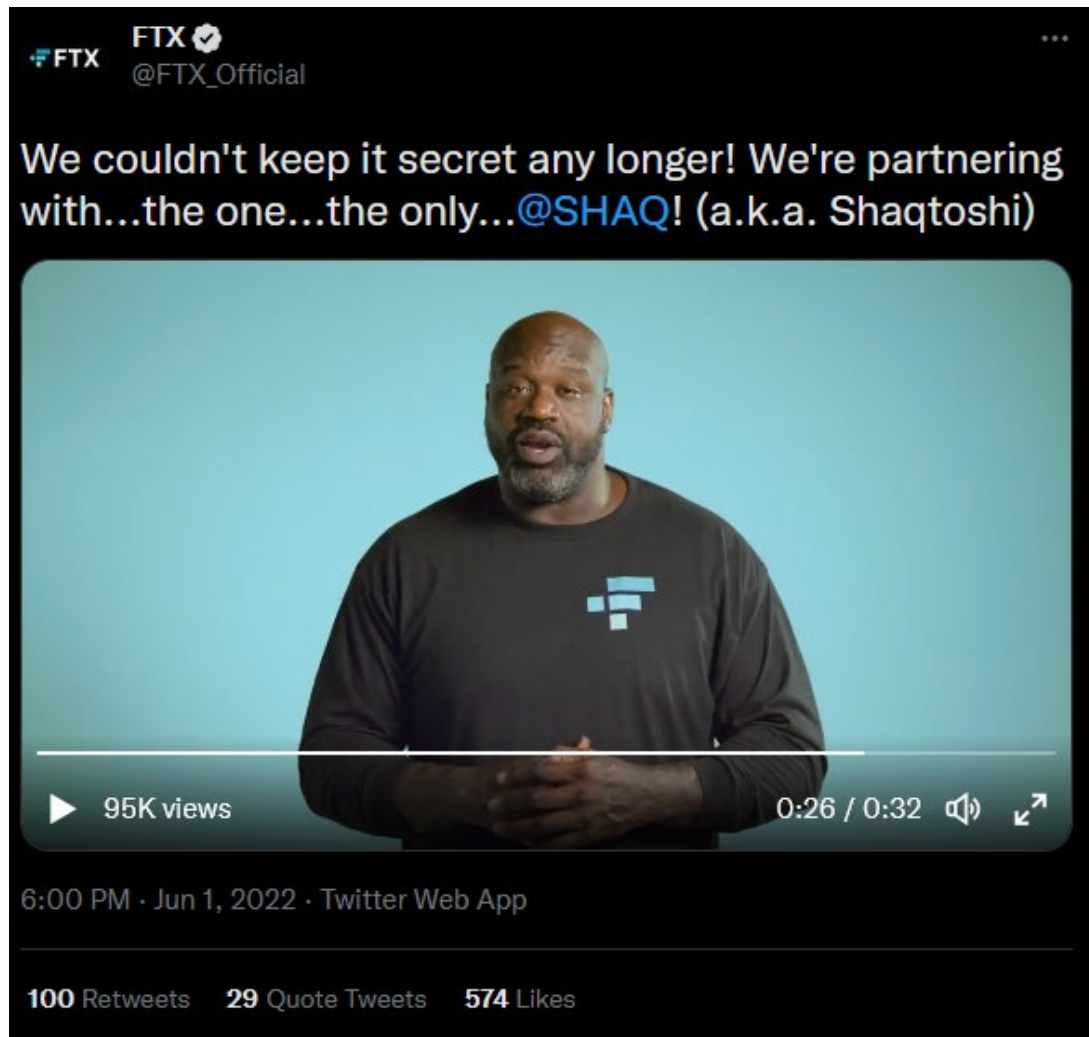 FTX
FTX
@FTX_Official
We couldn't keep it secret any longer! We're partnering
with...the one...the only...@SHAQ! (a.k.a. Shaqtoshi)
95K views
0:26 / 0:32
6:00 PM · Jun 1, 2022 · Twitter Web App
100 Retweets 29 Quote Tweets 574 Likes